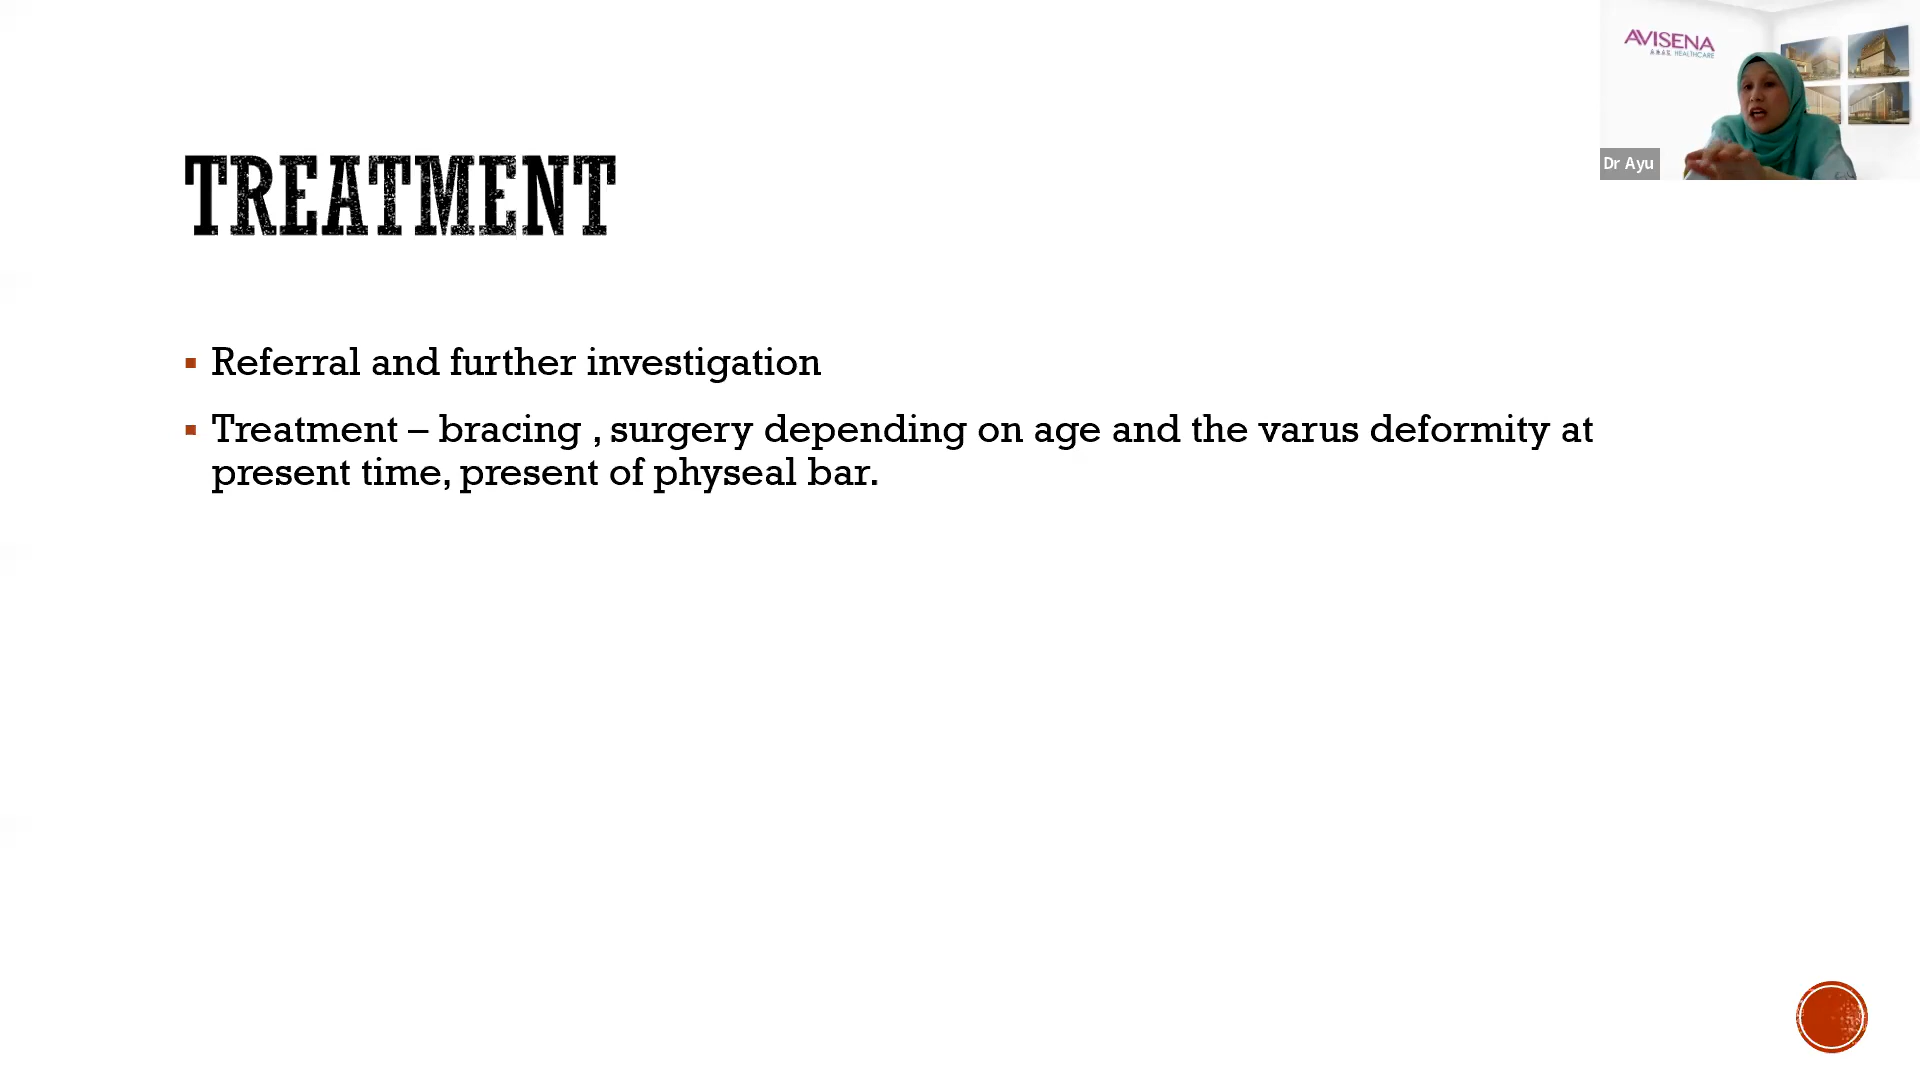 AVISENA
HEALTHCARE
Dr Ayu
TREATMENT
Referral and further investigation
Treatment – bracing , surgery depending on age and the varus deformity at
present time, present of physeal bar.